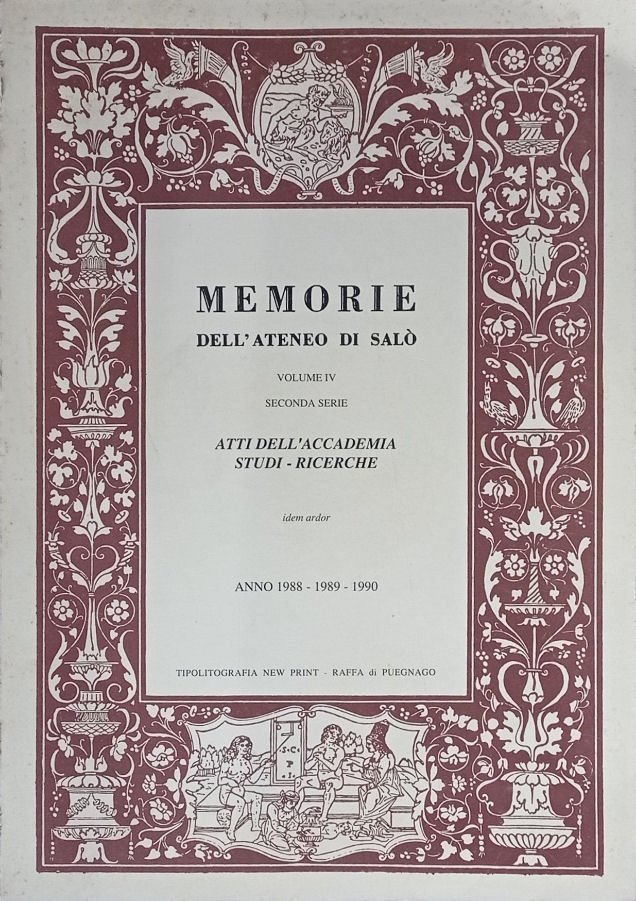 MEMORIE
DELL'ATENEO DI SALÒ
VOLUME IV
SECONDA SERIE
ATTI DELL'ACCADEMIA
STUDI - RICERCHE
idem ardor
ANNO 1988 - 1989 - 1990
TIPOLITOGRAFIA NEW PRINT - RAFFA di PUEGNAGO